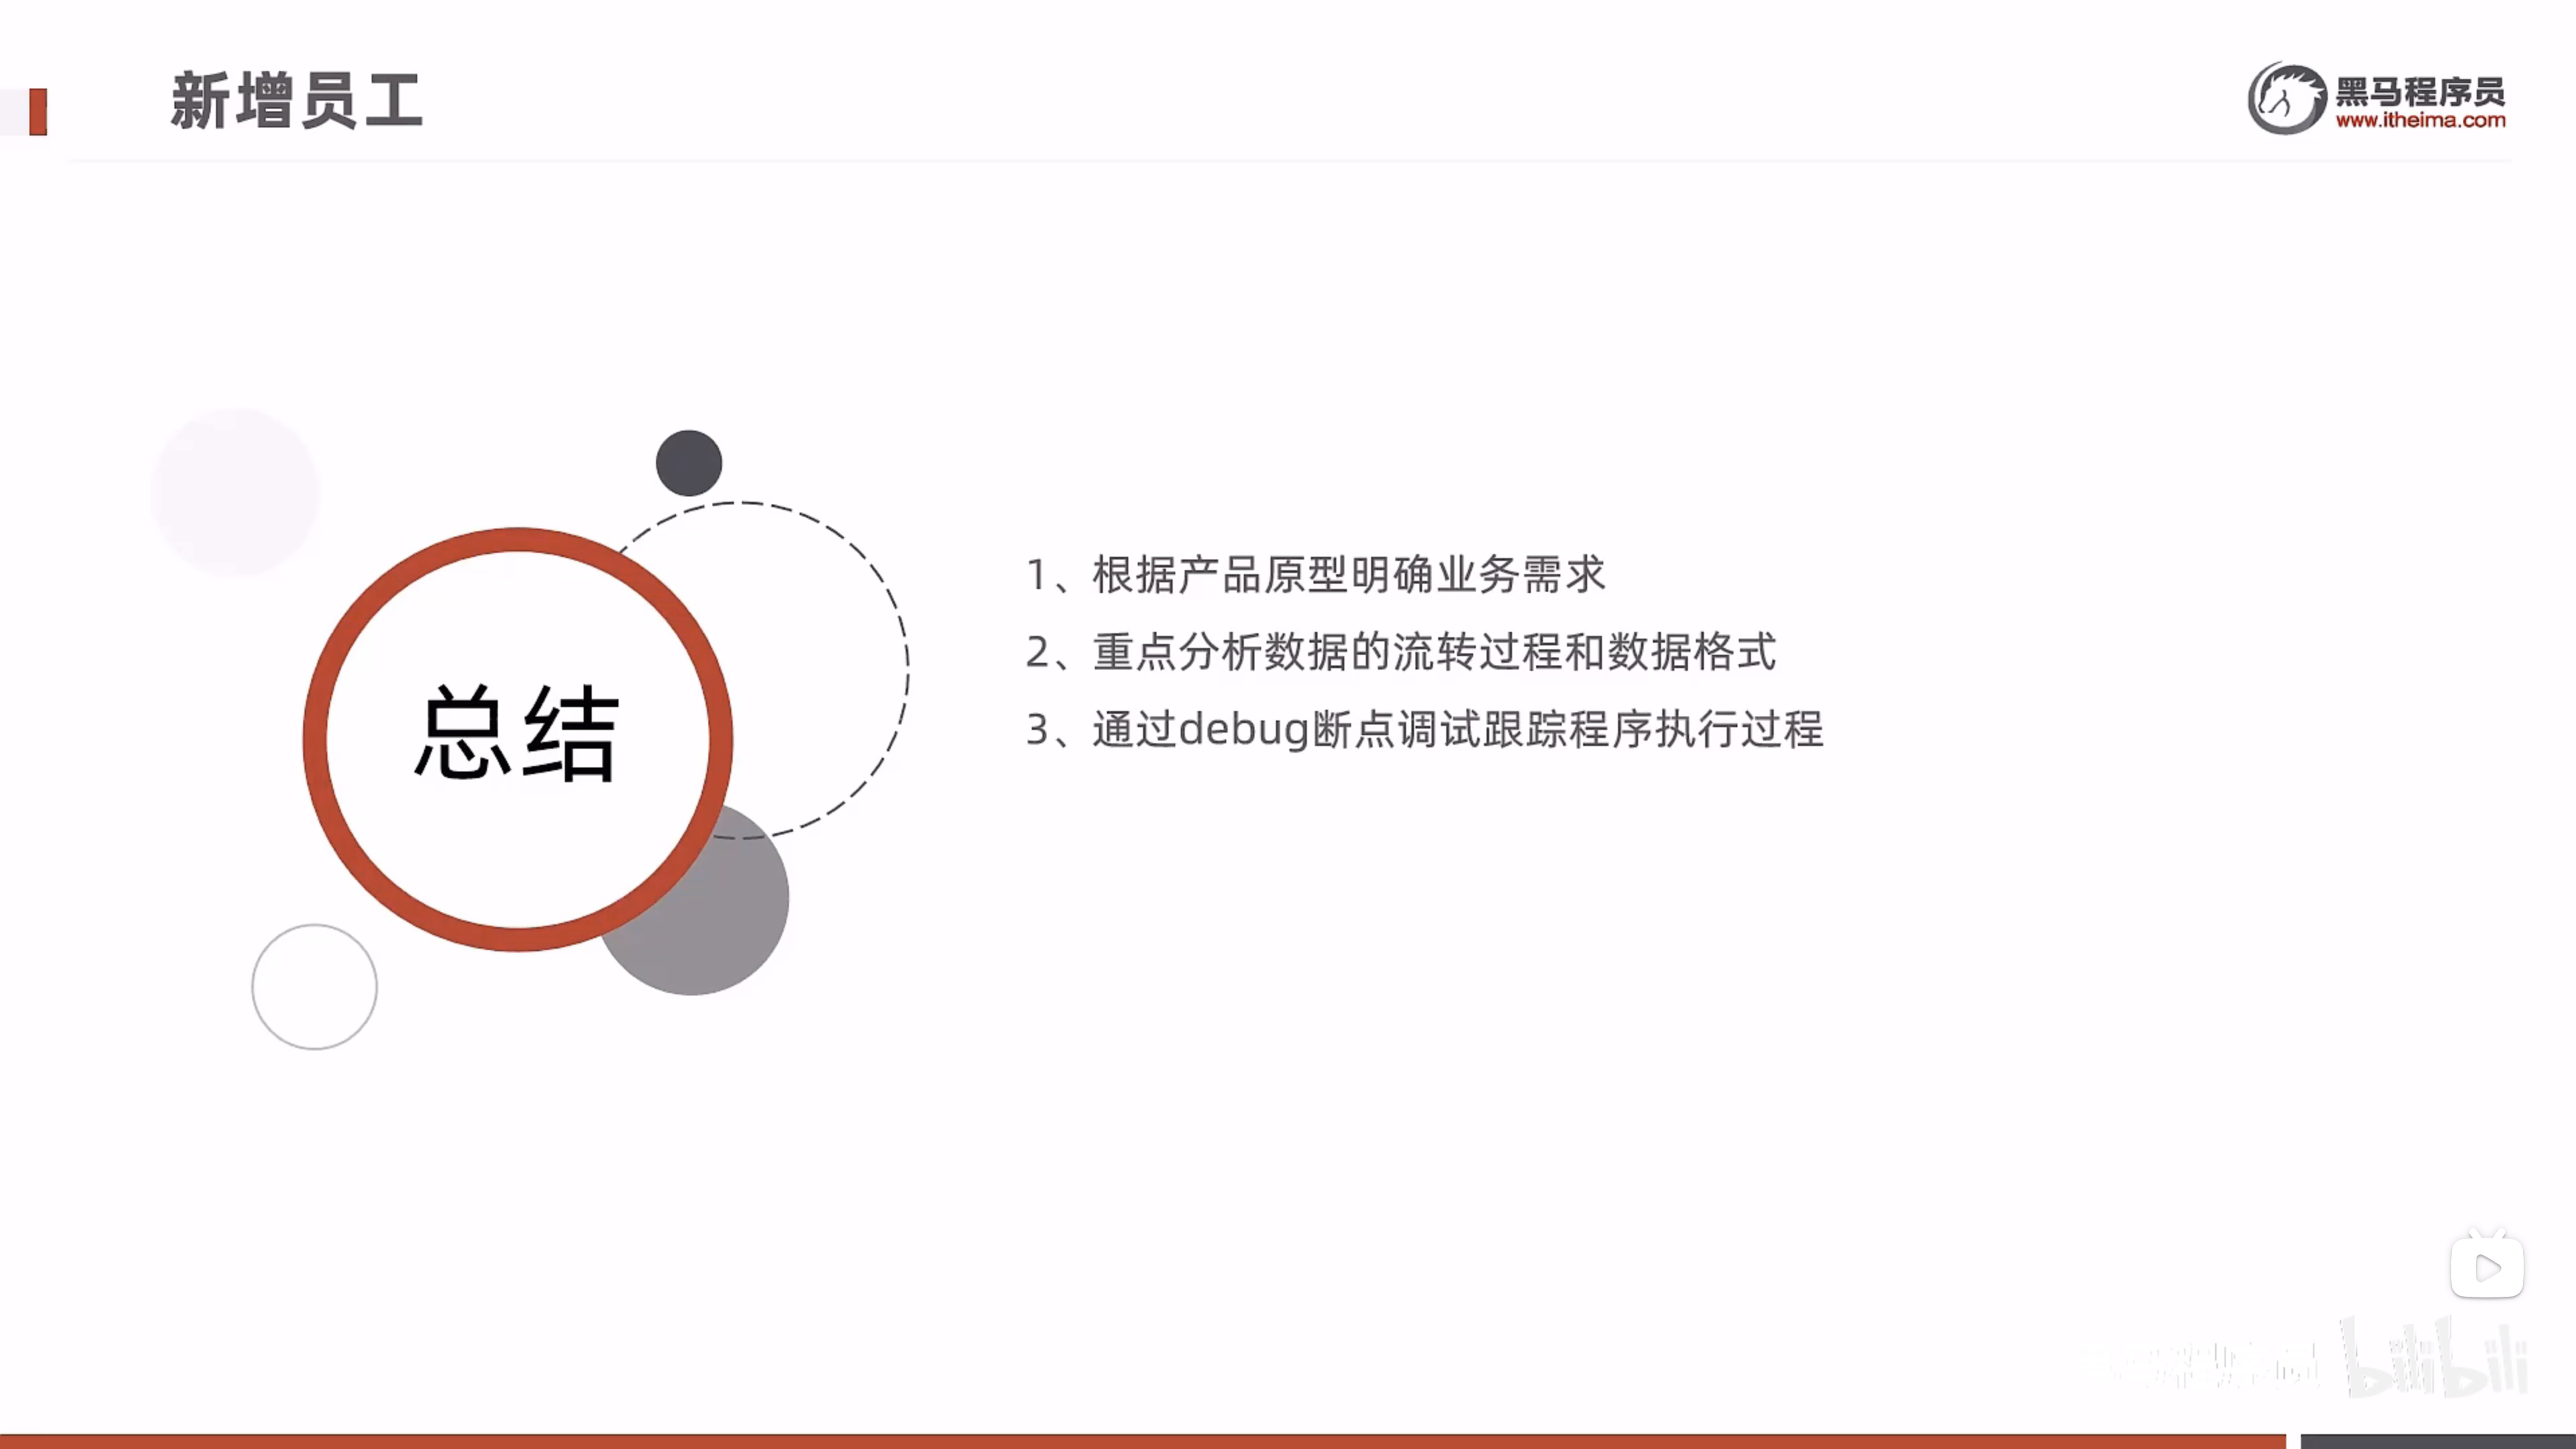 新增员工
黑马程序员
www.itheima.com
总结
1、根据产品原型明确业务需求
2、重点分析数据的流转过程和数据格式
3、通过debug断点调试跟踪程序执行过程
bilibili